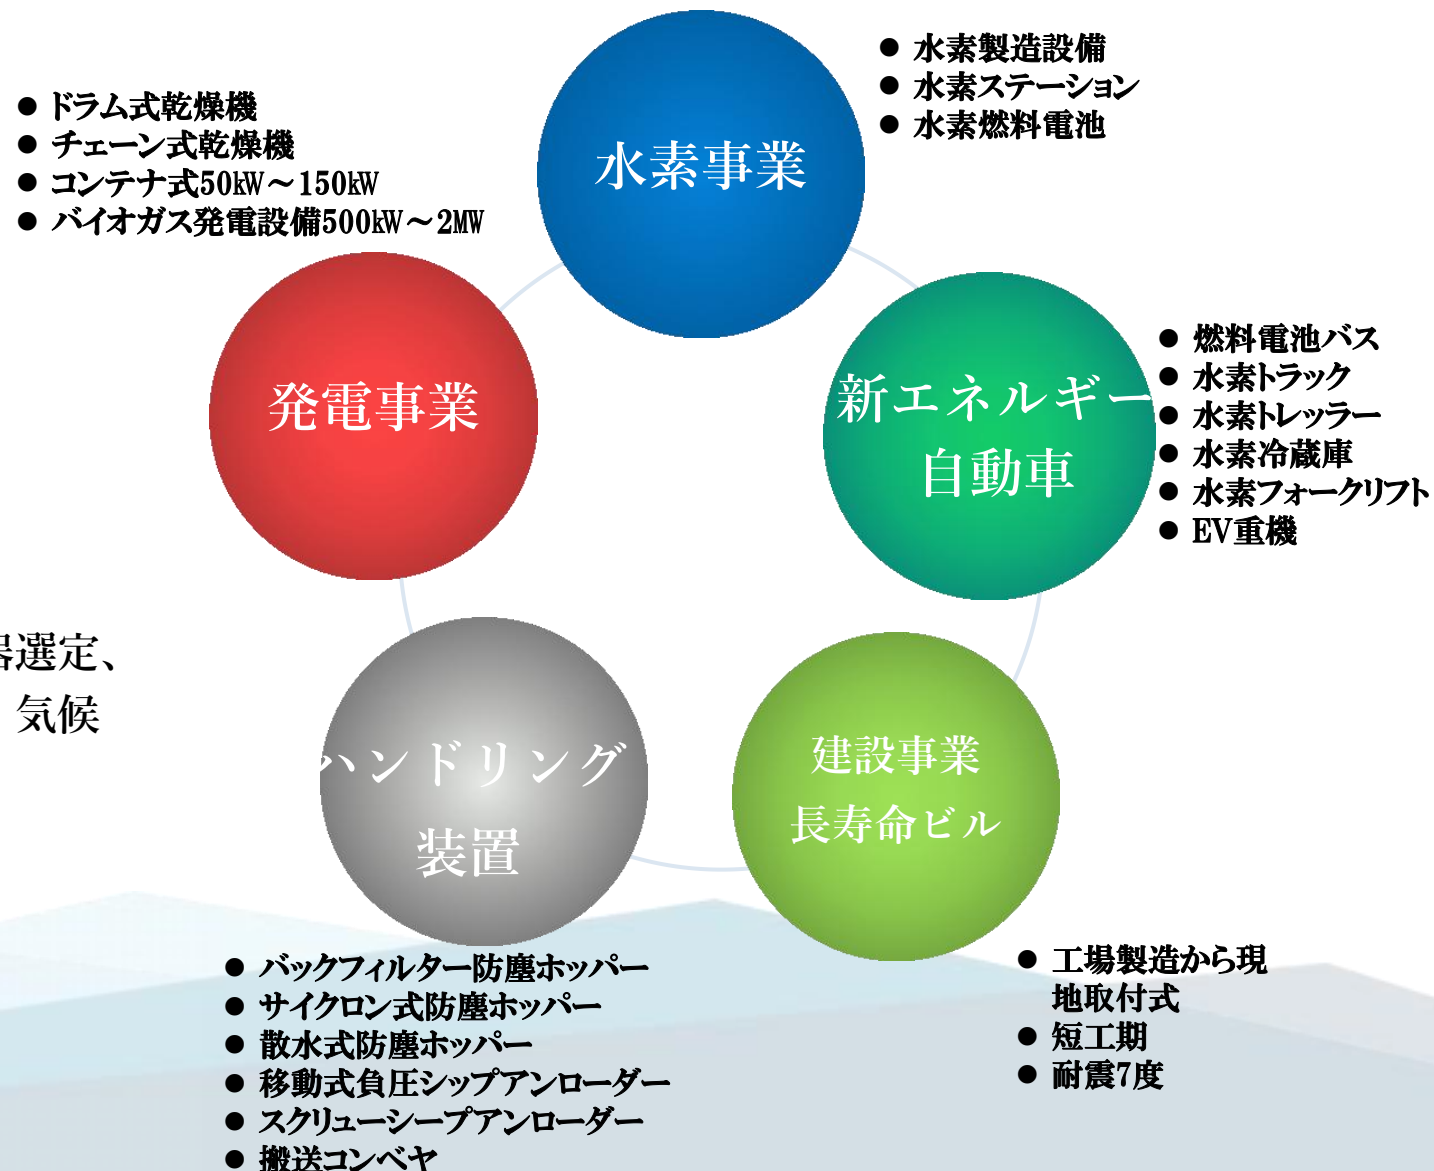 水素事業
● 水素製造設備
● 水素ステーション
● 水素燃料電池
● ドラム式乾燥機
● チェーン式乾燥機
● コンテナ式50㎾～150㎾
● バイオガス発電設備500㎾～2㎿
発電事業
新エネルギー
自動車
● 燃料電池バス
● 水素トラック
● 水素トレッラー
● 水素冷蔵庫
● 水素フォークリフト
● EV重機
器選定、
気候
ハンドリング
装置
建設事業
長寿命ビル
● バックフィルター防塵ホッパー
● サイクロン式防塵ホッパー
● 散水式防塵ホッパー
● 移動式負圧シップアンローダー
● スクリューシープアンローダー
● 搬送コンベヤ
● 工場製造から現
地取付式
● 短工期
● 耐震7度